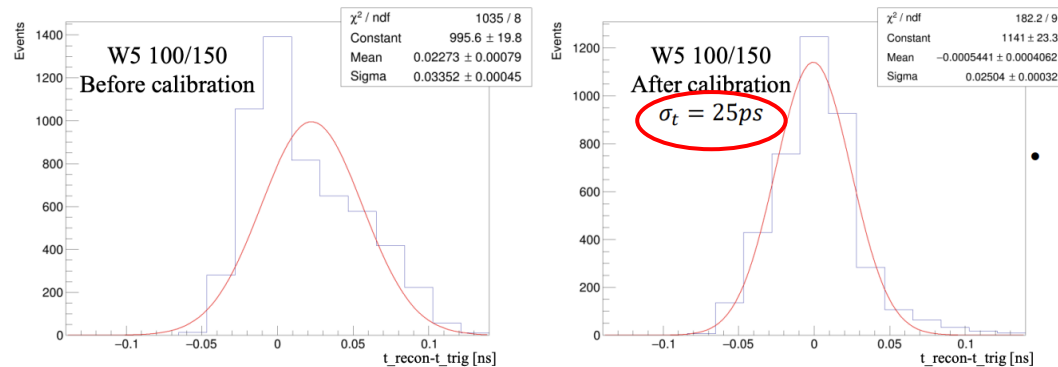 χ² / ndf 1035 / 8
Constant 995.6 ± 19.8
Mean 0.02273 ± 0.00079
Sigma 0.03352 ± 0.00045
W5 100/150
Before calibration
Events
1400
1200
1000
800
600
400
200
0
−0.1 −0.05 0 0.05 0.1
t_recon-t_trig [ns]
χ² / ndf 182.2 / 9
Constant 1141 ± 23.3
Mean −0.0005441 ± 0.0004062
Sigma 0.02504 ± 0.00032
W5 100/150
After calibration
σₜ = 25ps
Events
1200
1000
800
600
400
200
0
−0.1 −0.05 0 0.05 0.1
t_recon-t_trig [ns]